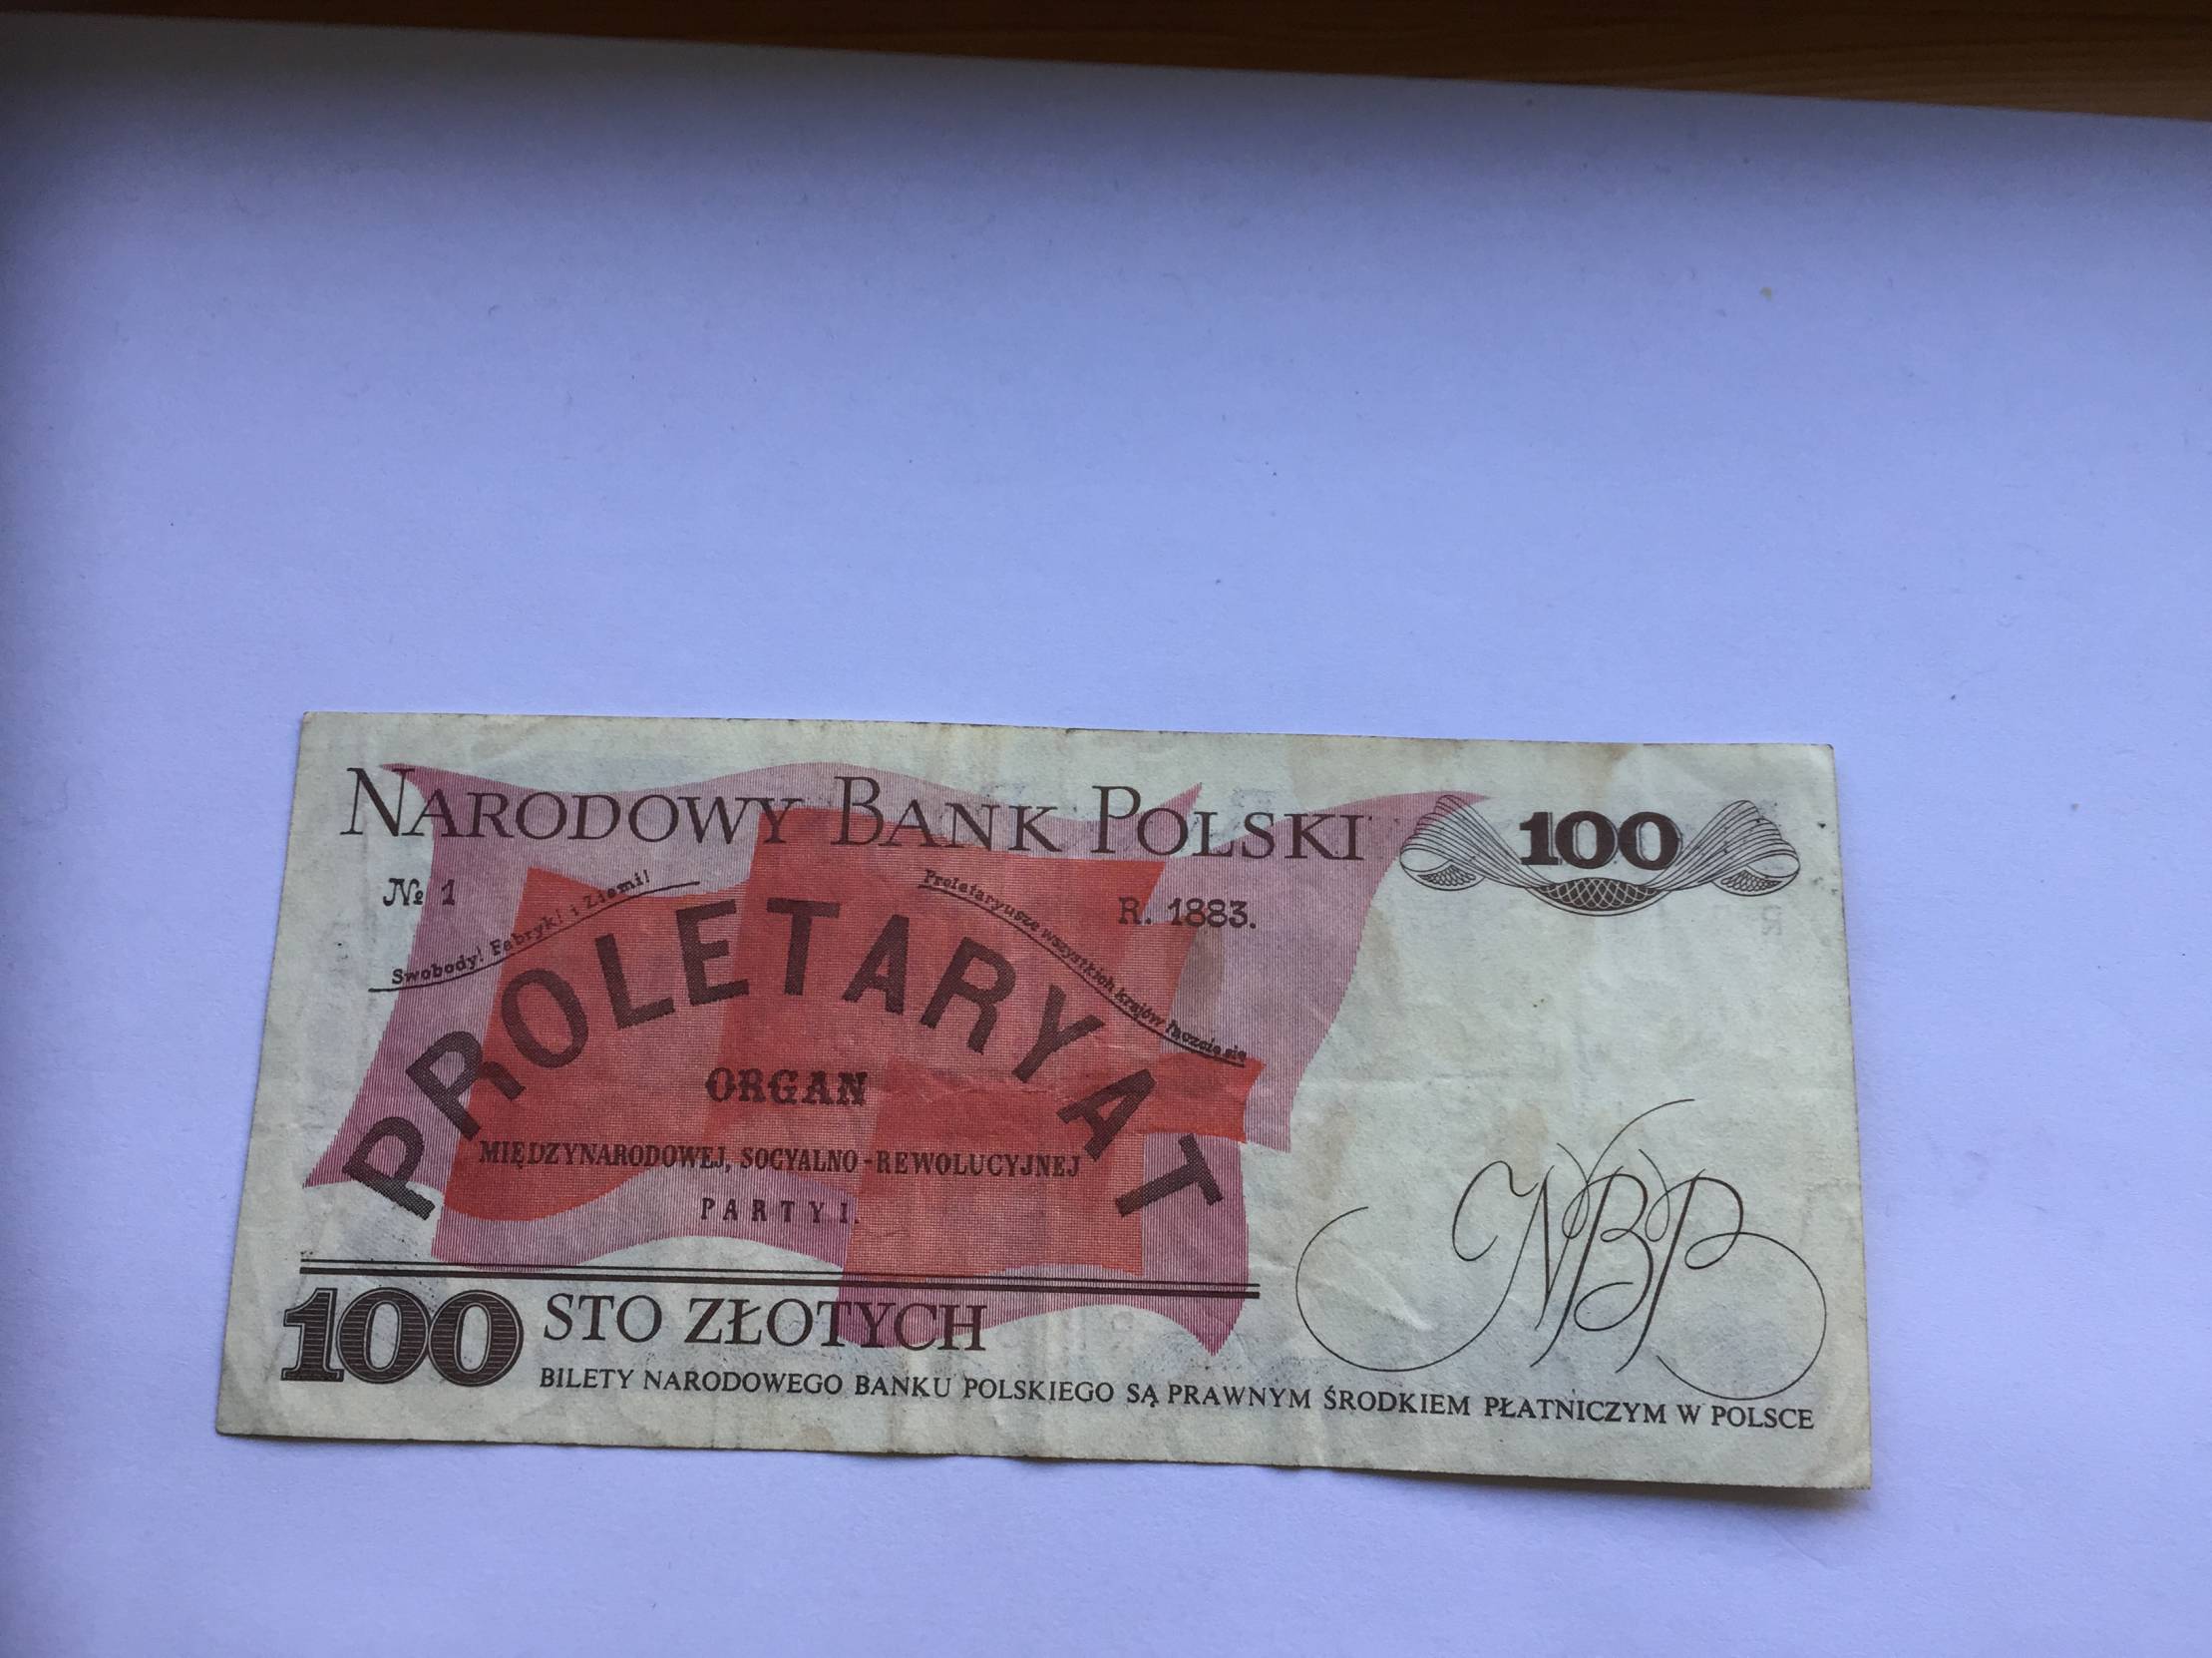 NARODOWY BANK POLSKI
100
№ 1
R. 1883.
Swobody! Fabryk! i Ziemi!
Proletaryusze wszystkich krajów łączcie się
PROLETARYAT
ORGAN
MIĘDZYNARODOWEJ, SOCYALNO-REWOLUCYJNEJ
PARTYI.
NBP
100 STO ZŁOTYCH
BILETY NARODOWEGO BANKU POLSKIEGO SĄ PRAWNYM ŚRODKIEM PŁATNICZYM W POLSCE